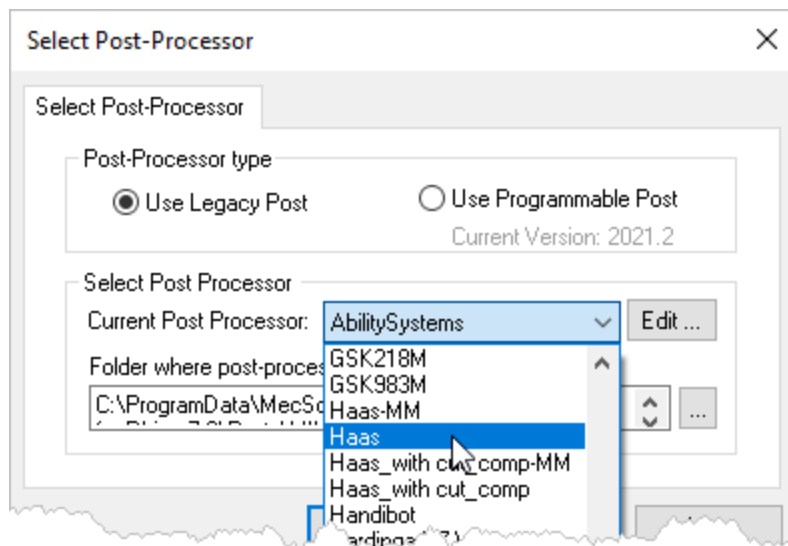 Select Post-Processor
Select Post-Processor
Post-Processor type
Use Legacy Post
Use Programmable Post
Current Version: 2021.2
Select Post Processor
Current Post Processor: AbilitySystems Edit ...
GSK218M
Folder where post-proces
GSK983M
C:\ProgramData\MecSo
Haas-MM
...
Haas
Haas_with cut_comp-MM
Haas_with cut_comp
Handibot